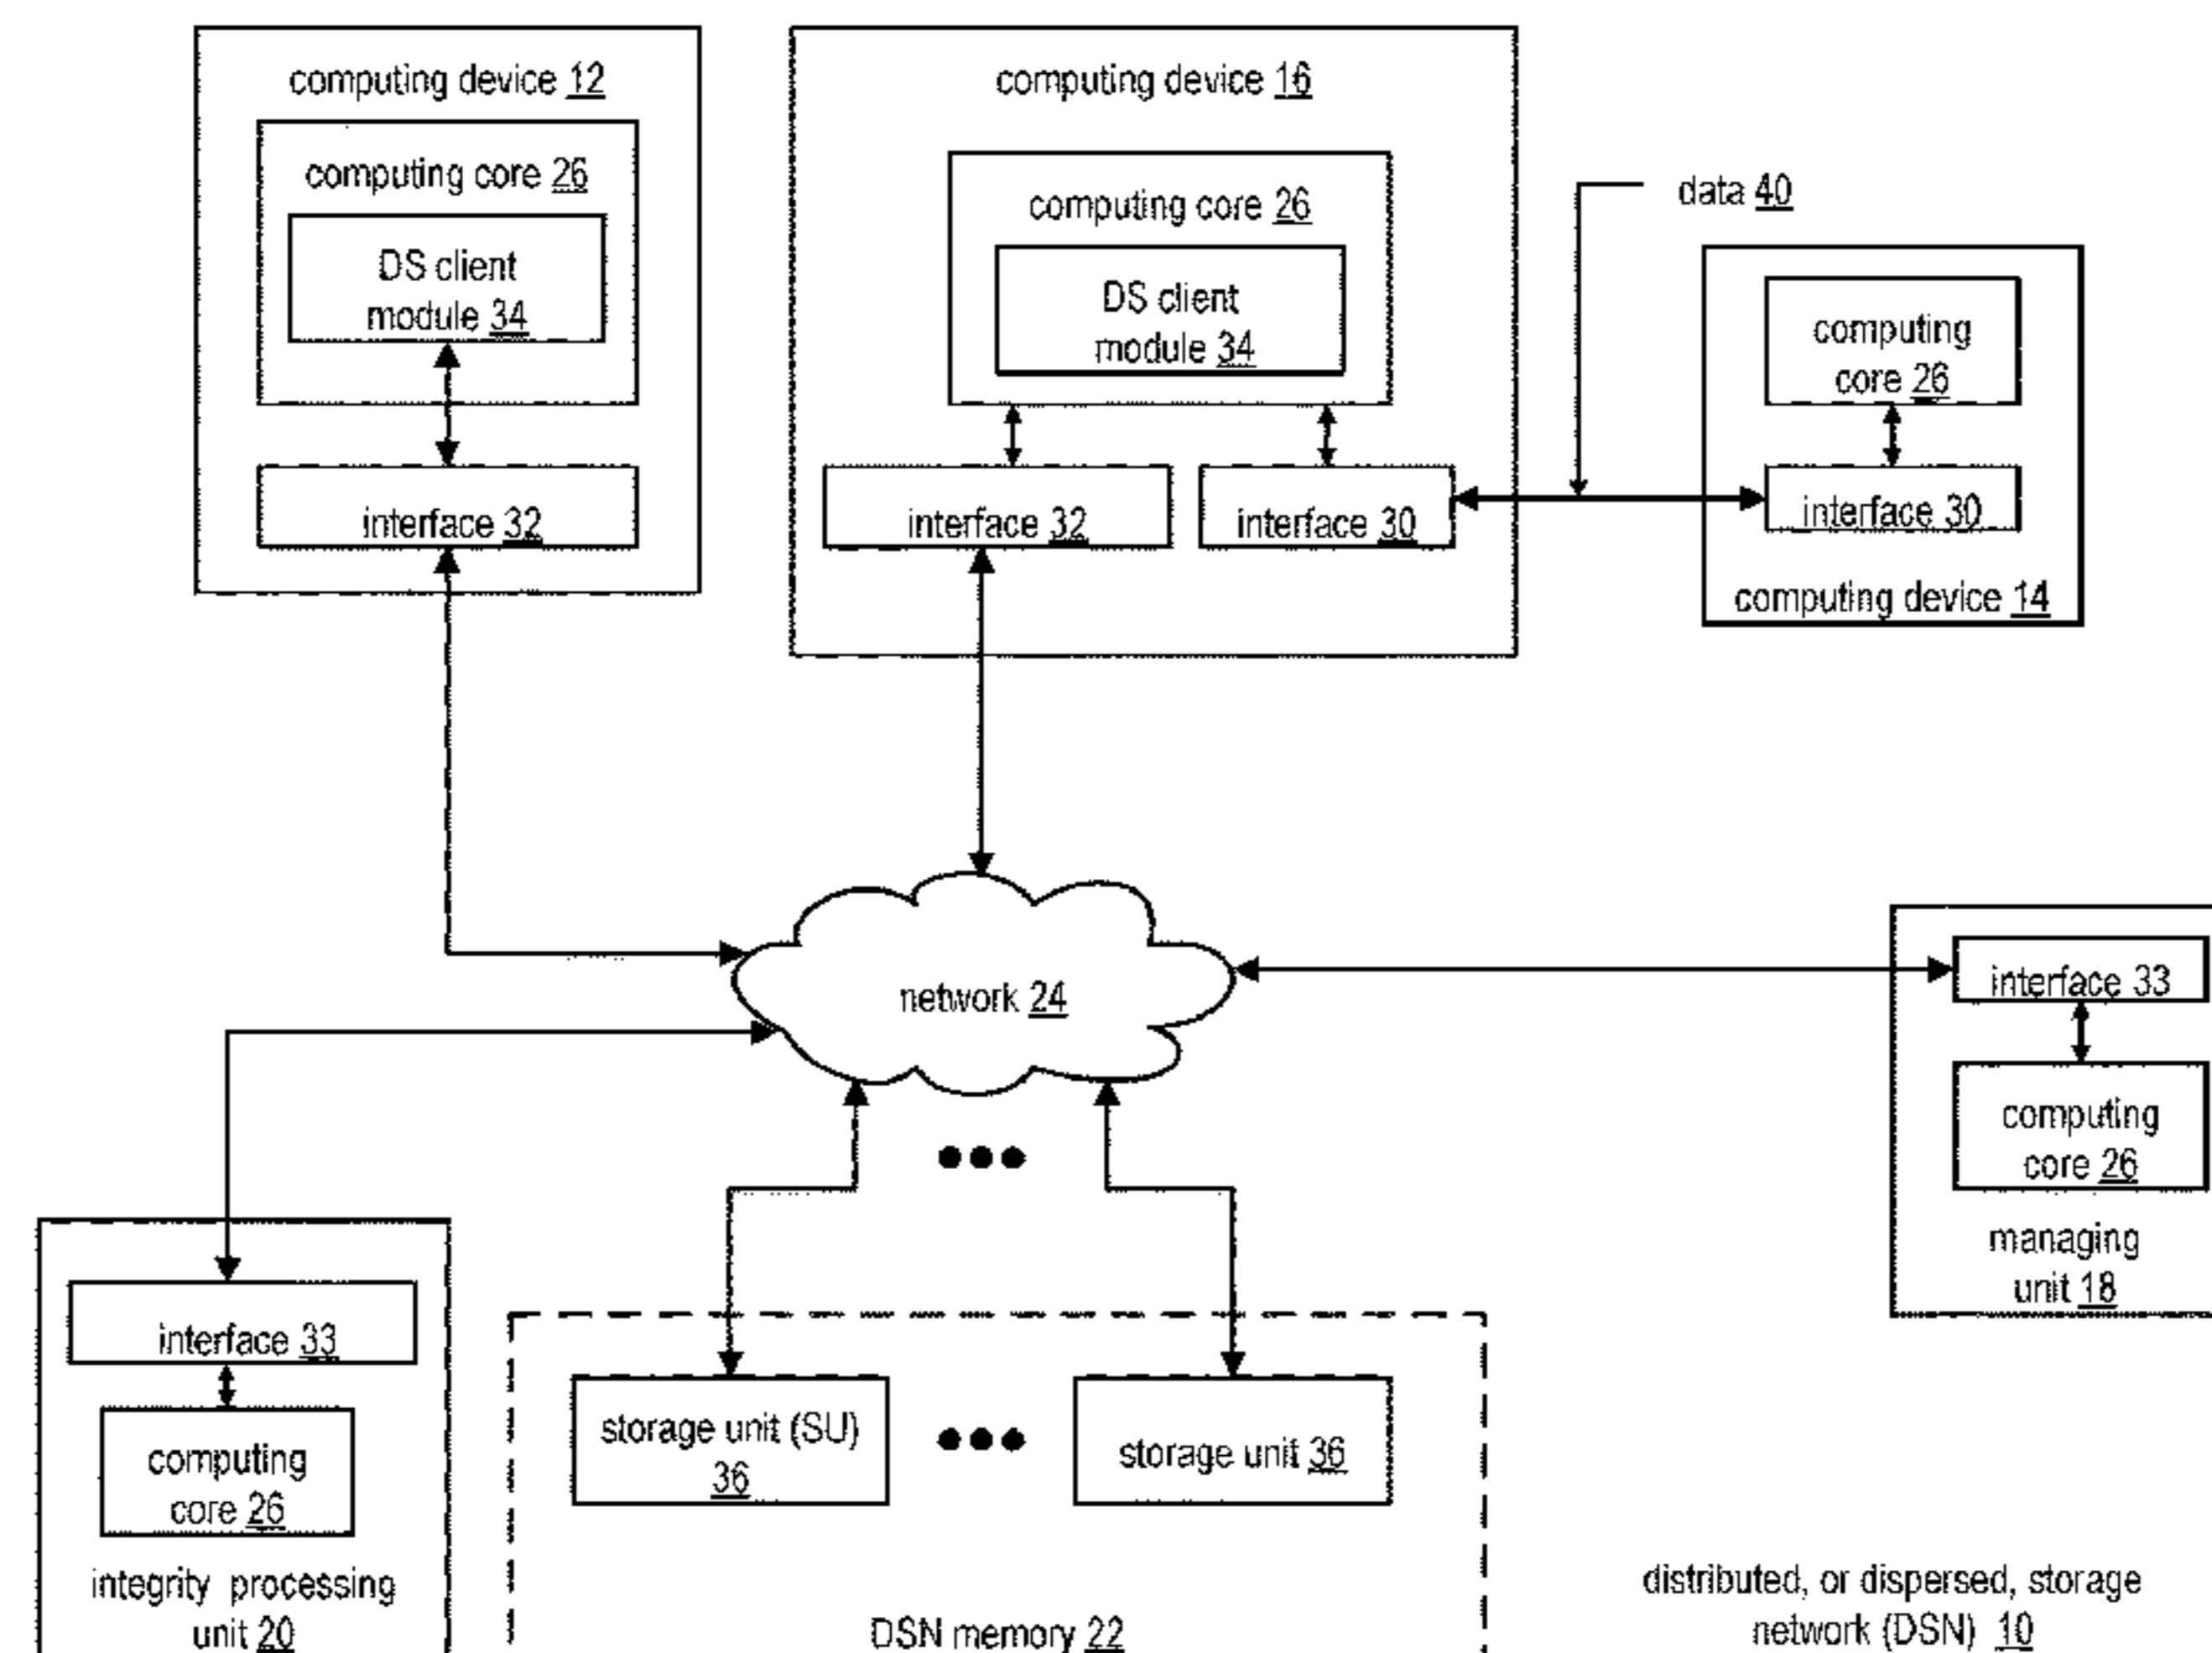 computing device 12
computing core 26
DS client
module 34
interface 32
computing device 16
computing core 26
DS client
module 34
interface 32
interface 30
data 40
computing
core 26
interface 30
computing device 14
network 24
interface 33
computing
core 26
managing
unit 18
interface 33
computing
core 26
integrity processing
unit 20
storage unit (SU)
36
storage unit 36
DSN memory 22
distributed, or dispersed, storage
network (DSN) 10